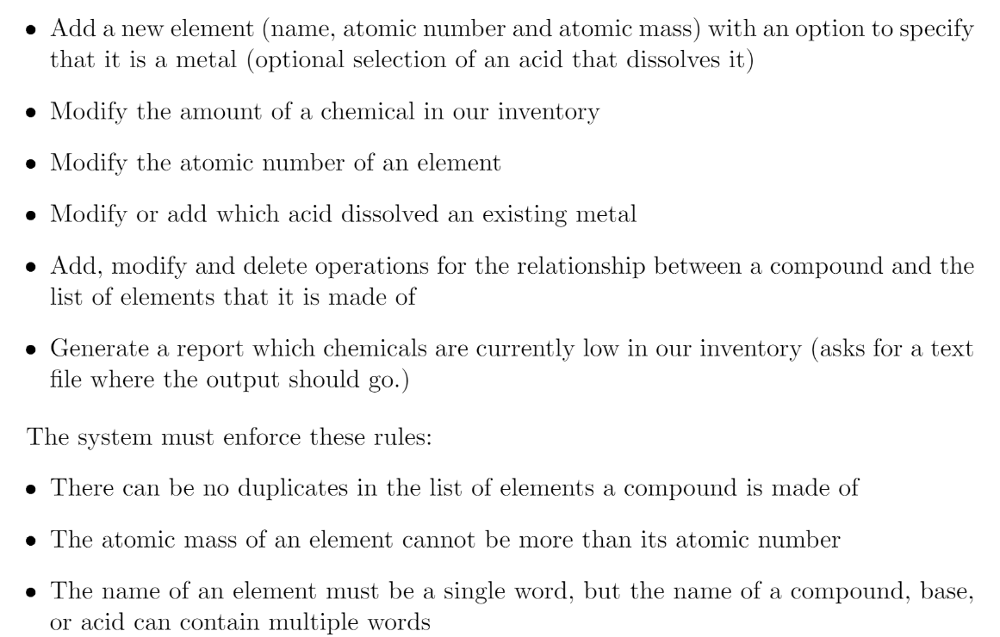 • Add a new element (name, atomic number and atomic mass) with an option to specify
that it is a metal (optional selection of an acid that dissolves it)
• Modify the amount of a chemical in our inventory
• Modify the atomic number of an element
• Modify or add which acid dissolved an existing metal
• Add, modify and delete operations for the relationship between a compound and the
list of elements that it is made of
• Generate a report which chemicals are currently low in our inventory (asks for a text
file where the output should go.)
The system must enforce these rules:
• There can be no duplicates in the list of elements a compound is made of
• The atomic mass of an element cannot be more than its atomic number
• The name of an element must be a single word, but the name of a compound, base,
or acid can contain multiple words